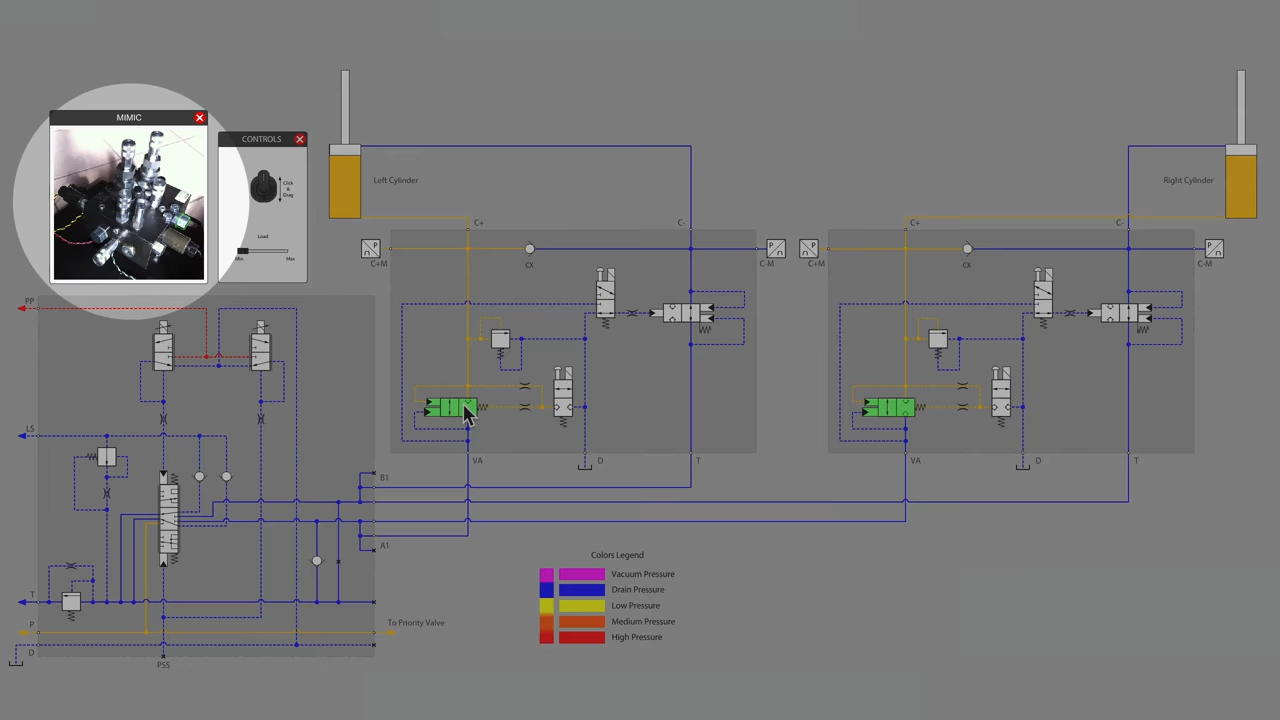 MIMIC
CONTROLS
Click
&
Drag
Load
Min
Max
Left Cylinder
Right Cylinder
C+
C-
C+
C-
P
n
P
n
P
n
P
n
C+M
CX
C-M
C+M
CX
C-M
PP
LS
B1
VA
D
T
VA
D
T
A1
T
P
To Priority Valve
D
PSS
Colors Legend
Vacuum Pressure
Drain Pressure
Low Pressure
Medium Pressure
High Pressure